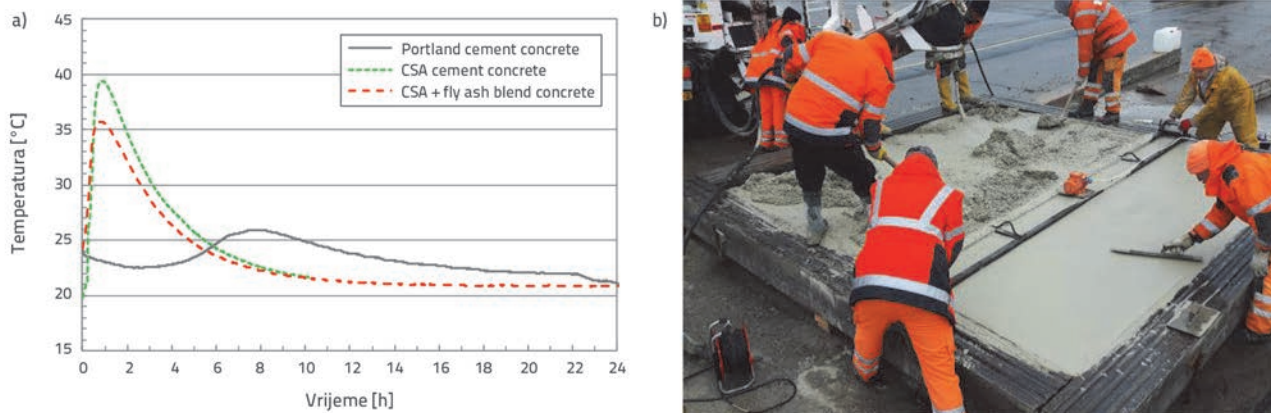 a)
45
40
35
30
25
20
15
Temperatura [°C]
Portland cement concrete
CSA cement concrete
CSA + fly ash blend concrete
0 2 4 6 8 10 12 14 16 18 20 22 24
Vrijeme [h]
b)